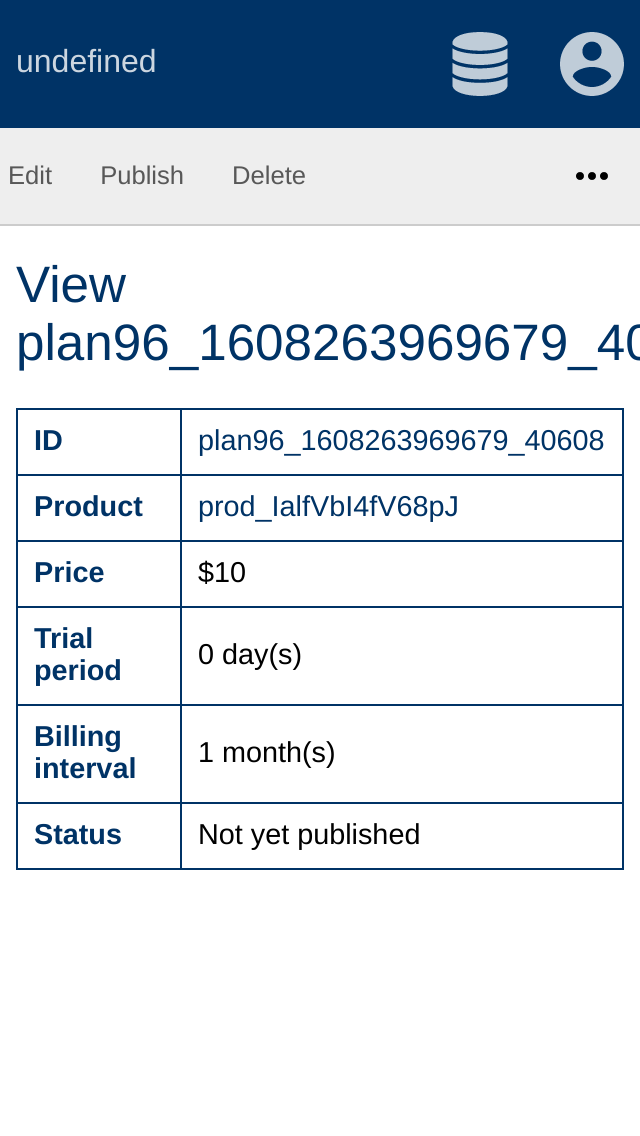 undefined
Edit Publish Delete
View
plan96_1608263969679_40
ID plan96_1608263969679_40608
Product prod_IalfVbI4fV68pJ
Price $10
Trial
period 0 day(s)
Billing
interval 1 month(s)
Status Not yet published